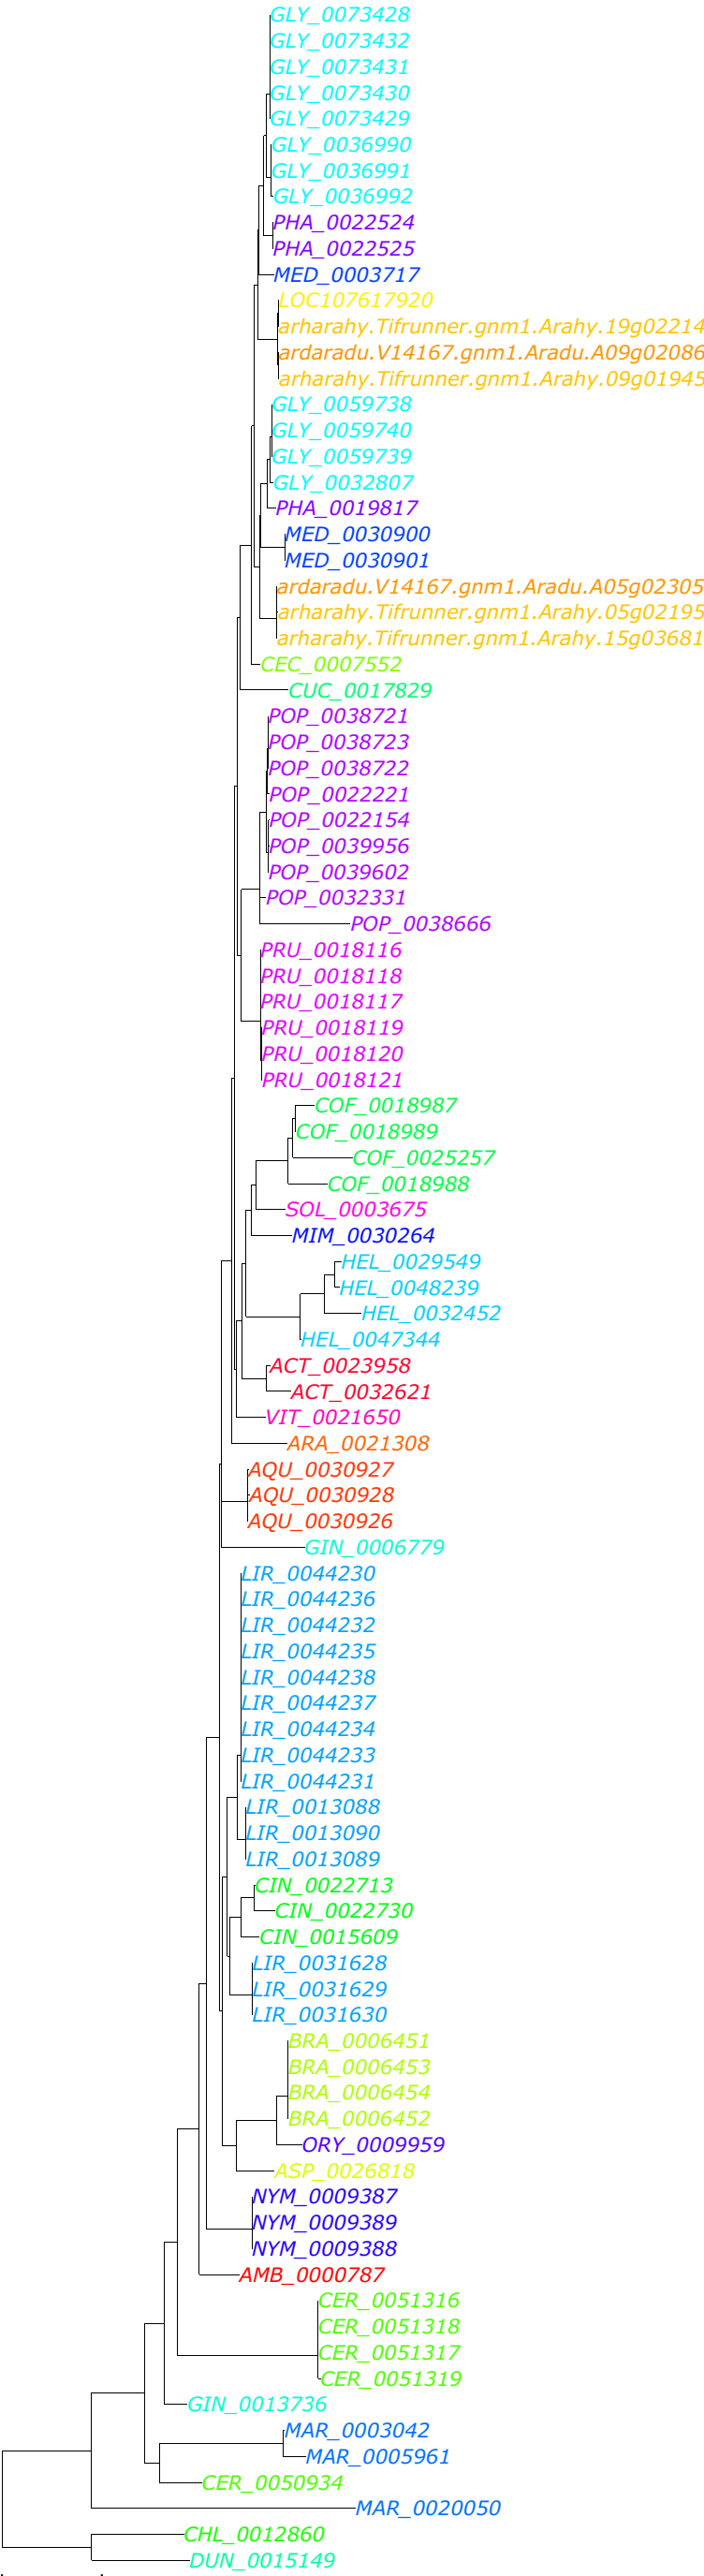 GLY_0073428
GLY_0073432
GLY_0073431
GLY_0073430
GLY_0073429
GLY_0036990
GLY_0036991
GLY_0036992
PHA_0022524
PHA_0022525
MED_0003717
LOC107617920
arharahy.Tifrunner.gnm1.Arahy.19g02214
ardaradu.V14167.gnm1.Aradu.A09g02086
arharahy.Tifrunner.gnm1.Arahy.09g01945
GLY_0059738
GLY_0059740
GLY_0059739
GLY_0032807
PHA_0019817
MED_0030900
MED_0030901
ardaradu.V14167.gnm1.Aradu.A05g02305
arharahy.Tifrunner.gnm1.Arahy.05g02195
arharahy.Tifrunner.gnm1.Arahy.15g03681
CEC_0007552
CUC_0017829
POP_0038721
POP_0038723
POP_0038722
POP_0022221
POP_0022154
POP_0039956
POP_0039602
POP_0032331
POP_0038666
PRU_0018116
PRU_0018118
PRU_0018117
PRU_0018119
PRU_0018120
PRU_0018121
COF_0018987
COF_0018989
COF_0025257
COF_0018988
SOL_0003675
MIM_0030264
HEL_0029549
HEL_0048239
HEL_0032452
HEL_0047344
ACT_0023958
ACT_0032621
VIT_0021650
ARA_0021308
AQU_0030927
AQU_0030928
AQU_0030926
GIN_0006779
LIR_0044230
LIR_0044236
LIR_0044232
LIR_0044235
LIR_0044238
LIR_0044237
LIR_0044234
LIR_0044233
LIR_0044231
LIR_0013088
LIR_0013090
LIR_0013089
CIN_0022713
CIN_0022730
CIN_0015609
LIR_0031628
LIR_0031629
LIR_0031630
BRA_0006451
BRA_0006453
BRA_0006454
BRA_0006452
ORY_0009959
ASP_0026818
NYM_0009387
NYM_0009389
NYM_0009388
AMB_0000787
CER_0051316
CER_0051318
CER_0051317
CER_0051319
GIN_0013736
MAR_0003042
MAR_0005961
CER_0050934
MAR_0020050
CHL_0012860
DUN_0015149